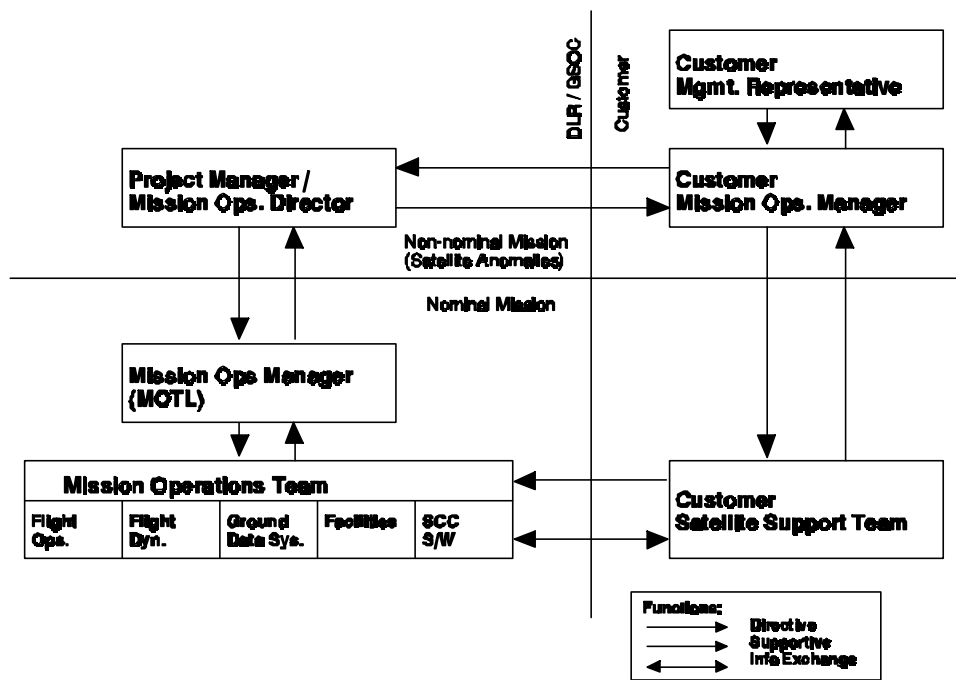 DLR / GSOC
Customer
Customer
Mgmt. Representative
Project Manager /
Mission Ops. Director
Customer
Mission Ops. Manager
Non-nominal Mission
(Satellite Anomalies)
Nominal Mission
Mission Ops Manager
(MOTL)
Mission Operations Team
Flight
Ops.
Flight
Dyn.
Ground
Data Sys.
Facilities
SCC
S/W
Customer
Satellite Support Team
Functions:
Directive
Supportive
Info Exchange